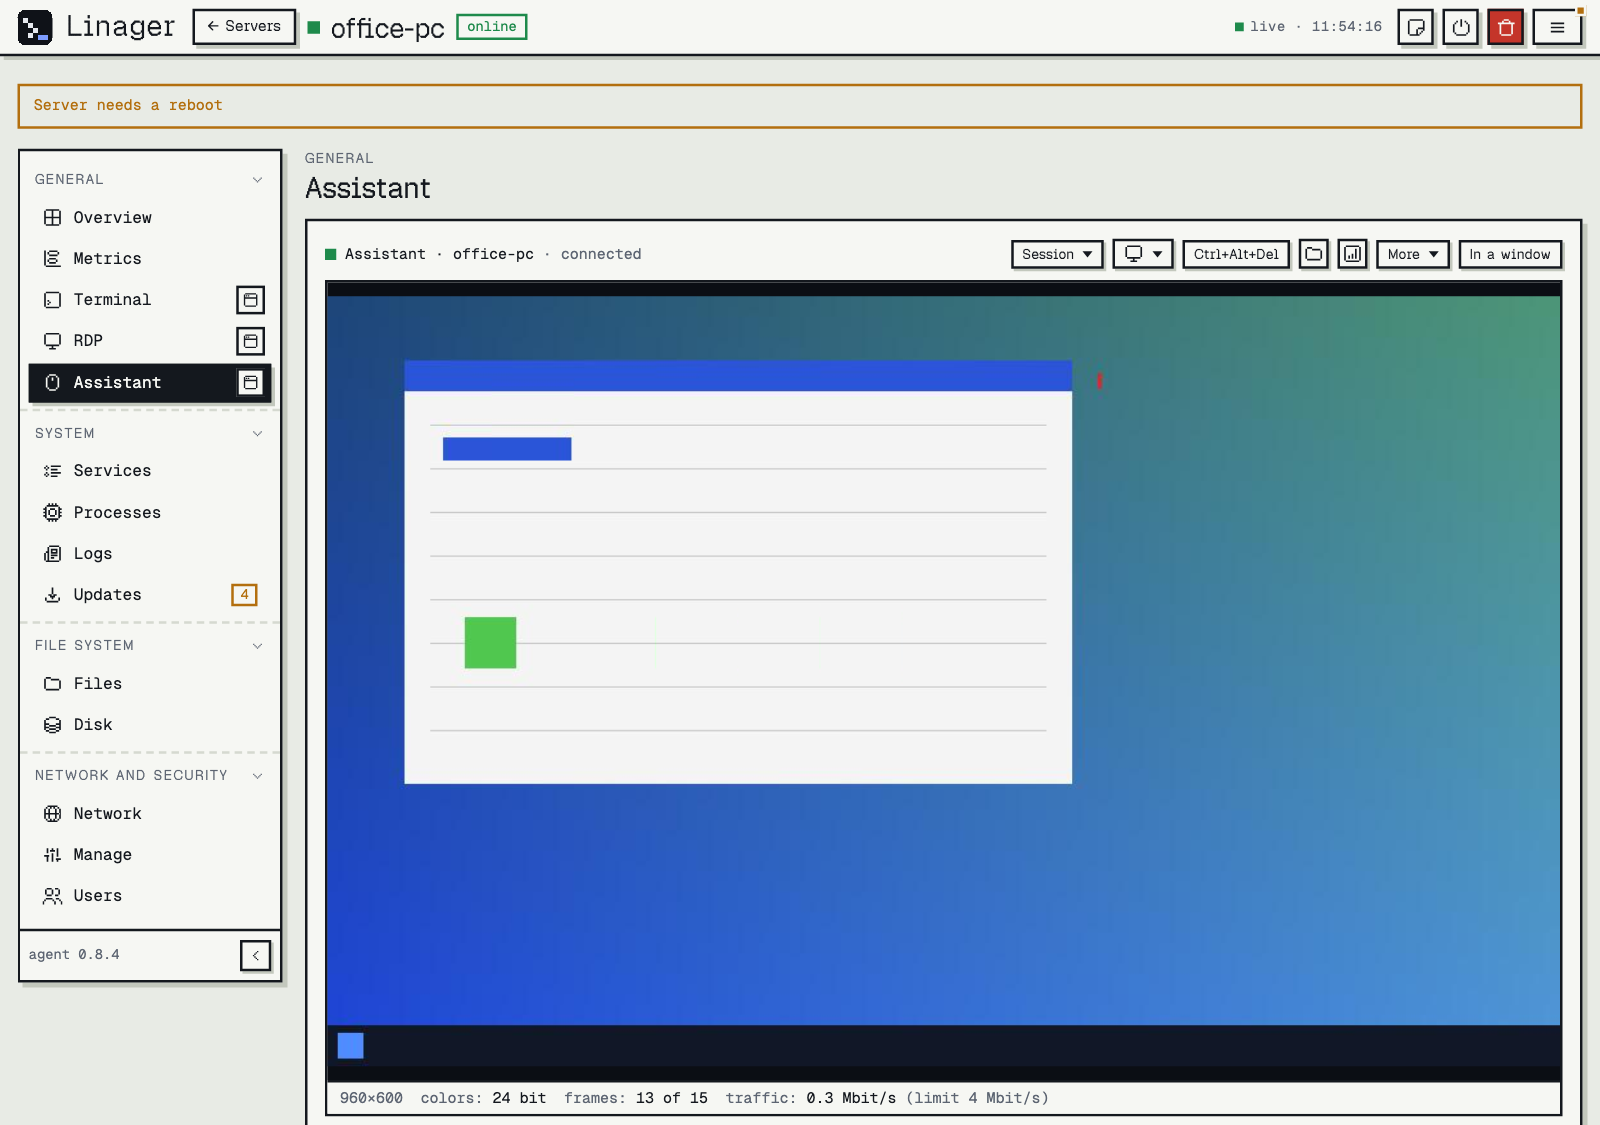 Linager
← Servers
office-pc
online
live · 11:54:16
Server needs a reboot
GENERAL
Overview
Metrics
Terminal
RDP
Assistant
SYSTEM
Services
Processes
Logs
Updates
4
FILE SYSTEM
Files
Disk
NETWORK AND SECURITY
Network
Manage
Users
agent 0.8.4
GENERAL
Assistant
Assistant · office-pc · connected
Session
Ctrl+Alt+Del
More
In a window
960×600 colors: 24 bit frames: 13 of 15 traffic: 0.3 Mbit/s (limit 4 Mbit/s)